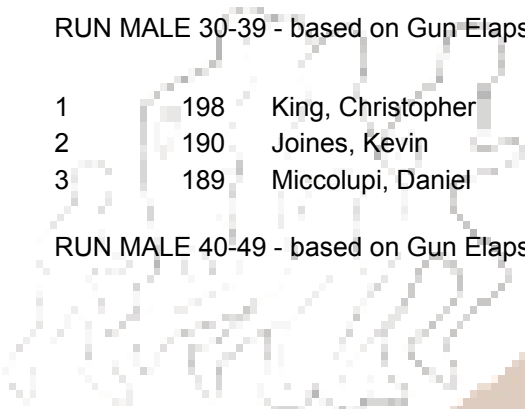 RUN MALE 30-39 - based on Gun Elaps
1 198 King, Christopher
2 190 Joines, Kevin
3 189 Miccolupi, Daniel
RUN MALE 40-49 - based on Gun Elaps